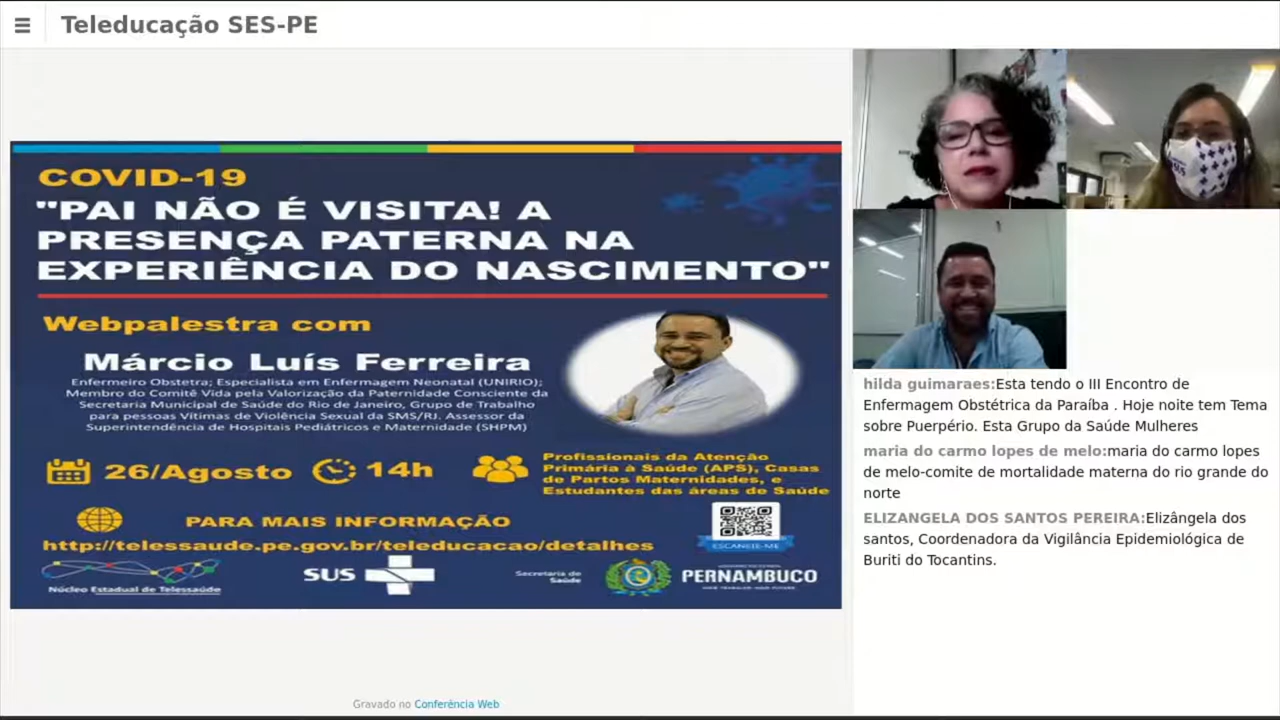 Teleducação SES-PE
COVID-19
"PAI NÃO É VISITA! A
PRESENÇA PATERNA NA
EXPERIÊNCIA DO NASCIMENTO"
Webpalestra com
Márcio Luís Ferreira
Enfermeiro Obstetra; Especialista em Enfermagem Neonatal (UNIRIO);
Membro do Comitê Vida pela Valorização da Paternidade Consciente da
Secretaria Municipal de Saúde do Rio de Janeiro, Grupo de Trabalho
para pessoas Vítimas de Violência Sexual da SMS/RJ. Assessor da
Superintendência de Hospitais Pediátricos e Maternidade (SHPM)
26/Agosto
14h
Profissionais da Atenção
Primária à Saúde (APS), Casas
de Partos Maternidades, e
Estudantes das áreas de Saúde
PARA MAIS INFORMAÇÃO
http://telessaude.pe.gov.br/teleducacao/detalhes
ESCANEIE-ME
Núcleo Estadual de Telessaúde
SUS
Secretaria de
Saúde
PERNAMBUCO
Gravado no Conferência Web
hilda guimaraes:Esta tendo o III Encontro de
Enfermagem Obstétrica da Paraíba . Hoje noite tem Tema
sobre Puerpério. Esta Grupo da Saúde Mulheres
maria do carmo lopes de melo:maria do carmo lopes
de melo-comite de mortalidade materna do rio grande do
norte
ELIZANGELA DOS SANTOS PEREIRA:Elizângela dos
santos, Coordenadora da Vigilância Epidemiológica de
Buriti do Tocantins.